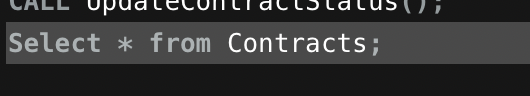 CALL UpdateContractStatus();
Select * from Contracts;